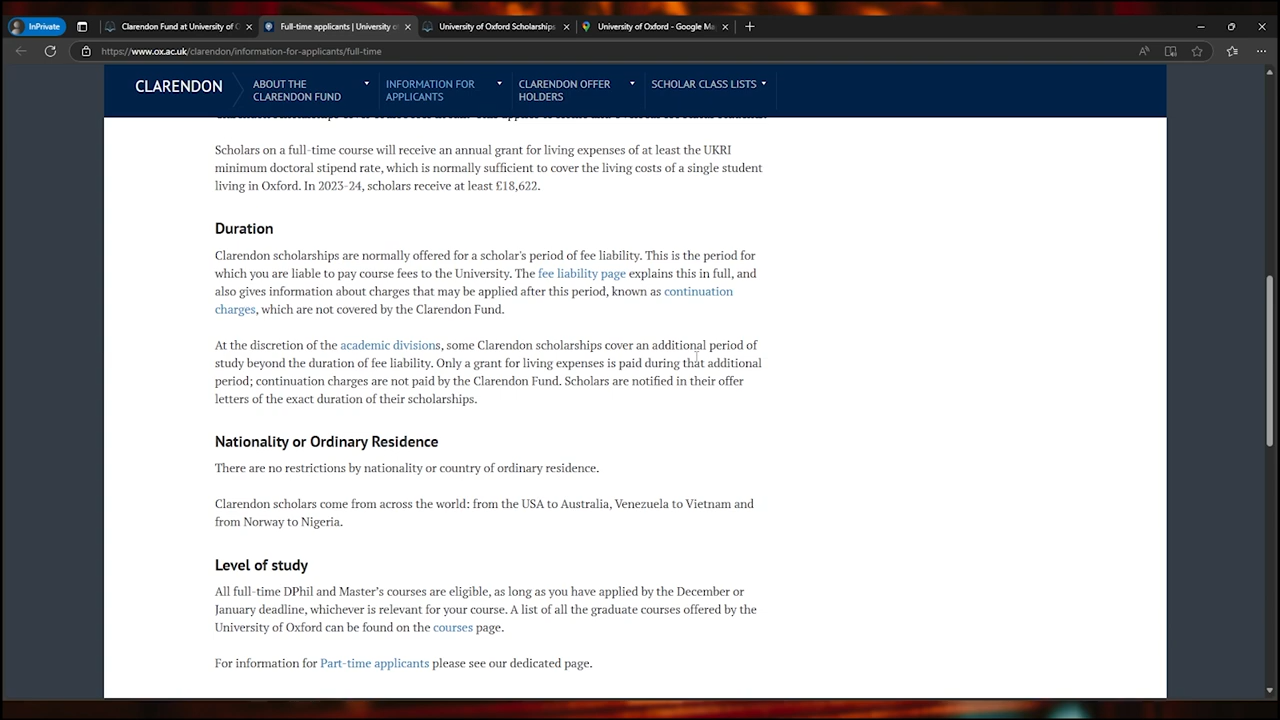 InPrivate
Clarendon Fund at University of O
Full-time applicants | University o
University of Oxford Scholarships
University of Oxford - Google Ma
https://www.ox.ac.uk/clarendon/information-for-applicants/full-time
CLARENDON
ABOUT THE
CLARENDON FUND
INFORMATION FOR
APPLICANTS
CLARENDON OFFER
HOLDERS
SCHOLAR CLASS LISTS
Scholars on a full-time course will receive an annual grant for living expenses of at least the UKRI
minimum doctoral stipend rate, which is normally sufficient to cover the living costs of a single student
living in Oxford. In 2023-24, scholars receive at least £18,622.
Duration
Clarendon scholarships are normally offered for a scholar's period of fee liability. This is the period for
which you are liable to pay course fees to the University. The fee liability page explains this in full, and
also gives information about charges that may be applied after this period, known as continuation
charges, which are not covered by the Clarendon Fund.
At the discretion of the academic divisions, some Clarendon scholarships cover an additional period of
study beyond the duration of fee liability. Only a grant for living expenses is paid during that additional
period; continuation charges are not paid by the Clarendon Fund. Scholars are notified in their offer
letters of the exact duration of their scholarships.
Nationality or Ordinary Residence
There are no restrictions by nationality or country of ordinary residence.
Clarendon scholars come from across the world: from the USA to Australia, Venezuela to Vietnam and
from Norway to Nigeria.
Level of study
All full-time DPhil and Master's courses are eligible, as long as you have applied by the December or
January deadline, whichever is relevant for your course. A list of all the graduate courses offered by the
University of Oxford can be found on the courses page.
For information for Part-time applicants please see our dedicated page.